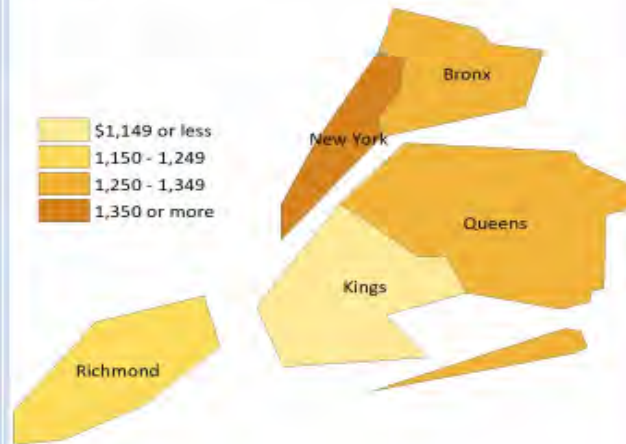 Bronx
$1,149 or less
1,150 - 1,249
1,250 - 1,349
1,350 or more
New York
Queens
Kings
Richmond